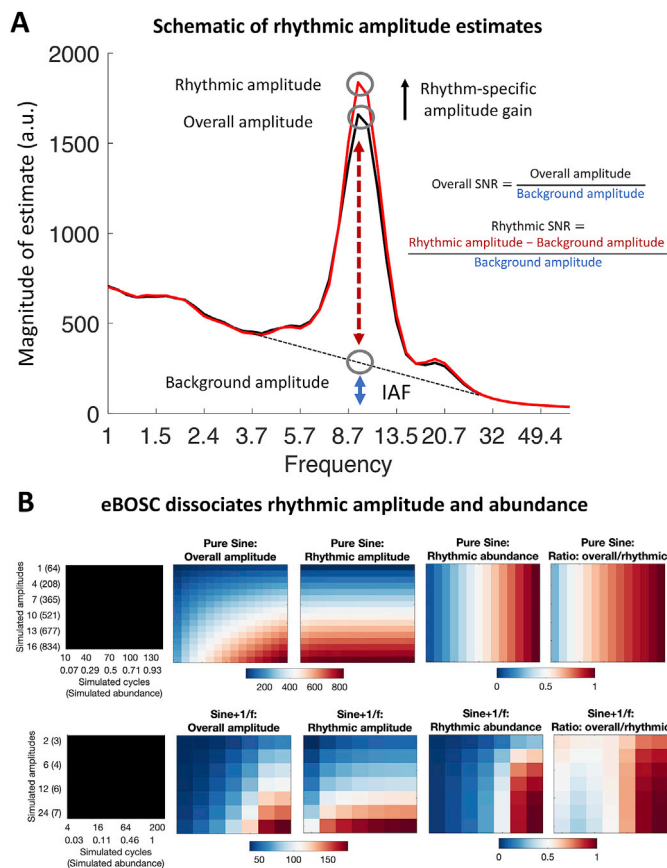 A
Schematic of rhythmic amplitude estimates
2000
1500
1000
500
0
Magnitude of estimate (a.u.)
Rhythmic amplitude
Overall amplitude
Rhythm-specific
amplitude gain
Overall SNR = Overall amplitude
Background amplitude
Rhythmic SNR =
Rhythmic amplitude − Background amplitude
Background amplitude
Background amplitude
IAF
1 1.5 2.4 3.7 5.7 8.7 13.5 20.7 32 49.4
Frequency
B
eBOSC dissociates rhythmic amplitude and abundance
Simulated amplitudes
1 (64)
4 (208)
7 (365)
10 (521)
13 (677)
16 (834)
10 40 70 100 130
0.07 0.29 0.5 0.71 0.93
Simulated cycles
(Simulated abundance)
Pure Sine:
Overall amplitude
Pure Sine:
Rhythmic amplitude
200 400 600 800
Pure Sine:
Rhythmic abundance
Pure Sine:
Ratio: overall/rhythmic
0 0.5 1
Simulated amplitudes
2 (3)
6 (4)
12 (6)
24 (7)
4 16 64 200
0.03 0.11 0.46 1
Simulated cycles
(Simulated abundance)
Sine+1/f:
Overall amplitude
Sine+1/f:
Rhythmic amplitude
50 100 150
Sine+1/f:
Rhythmic abundance
Sine+1/f:
Ratio: overall/rhythmic
0 0.5 1